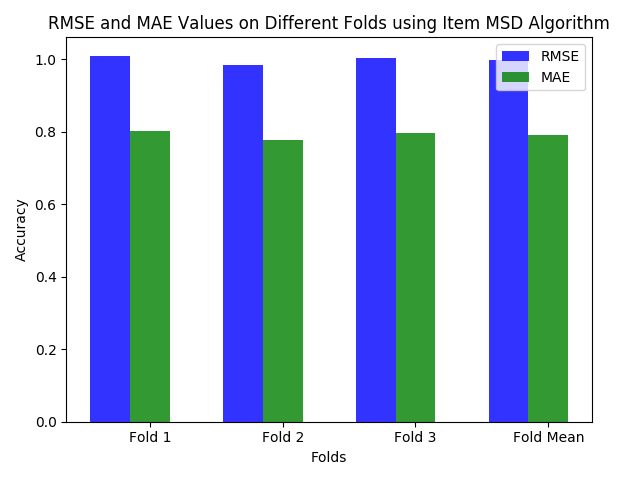 RMSE and MAE Values on Different Folds using Item MSD Algorithm
RMSE
MAE
Accuracy
1.0
0.8
0.6
0.4
0.2
0.0
Fold 1
Fold 2
Fold 3
Fold Mean
Folds